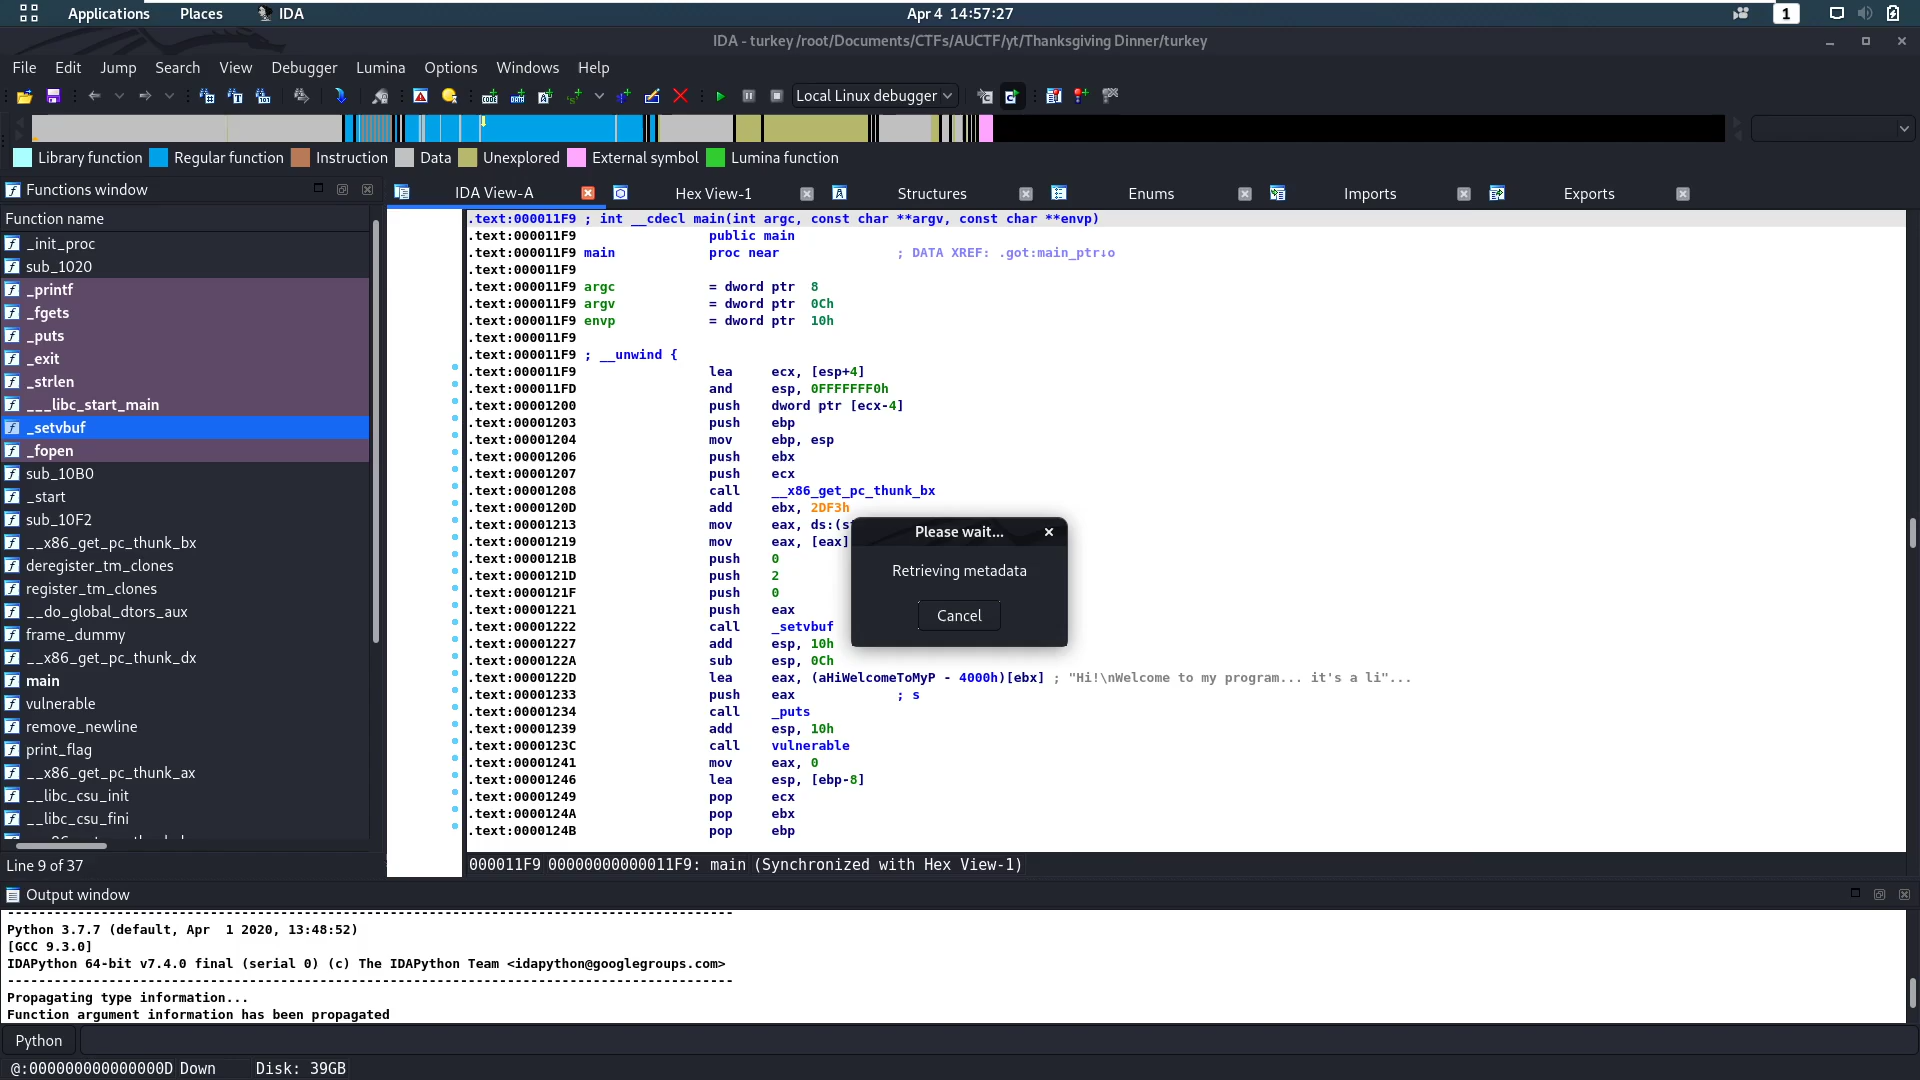 Applications Places IDA Apr 4 14:57:27 1
IDA - turkey /root/Documents/CTFs/AUCTF/yt/Thanksgiving Dinner/turkey
File Edit Jump Search View Debugger Lumina Options Windows Help
Local Linux debugger
Library function Regular function Instruction Data Unexplored External symbol Lumina function
Functions window
Function name
_init_proc
sub_1020
_printf
_fgets
_puts
_exit
_strlen
___libc_start_main
_setvbuf
_fopen
sub_10B0
_start
sub_10F2
__x86_get_pc_thunk_bx
deregister_tm_clones
register_tm_clones
__do_global_dtors_aux
frame_dummy
__x86_get_pc_thunk_dx
main
vulnerable
remove_newline
print_flag
__x86_get_pc_thunk_ax
__libc_csu_init
__libc_csu_fini
Line 9 of 37
IDA View-A Hex View-1 Structures Enums Imports Exports
.text:000011F9 ; int __cdecl main(int argc, const char **argv, const char **envp)
.text:000011F9 public main
.text:000011F9 main proc near ; DATA XREF: .got:main_ptr↓o
.text:000011F9
.text:000011F9 argc = dword ptr 8
.text:000011F9 argv = dword ptr 0Ch
.text:000011F9 envp = dword ptr 10h
.text:000011F9
.text:000011F9 ; __unwind {
.text:000011F9 lea ecx, [esp+4]
.text:000011FD and esp, 0FFFFFFF0h
.text:00001200 push dword ptr [ecx-4]
.text:00001203 push ebp
.text:00001204 mov ebp, esp
.text:00001206 push ebx
.text:00001207 push ecx
.text:00001208 call __x86_get_pc_thunk_bx
.text:0000120D add ebx, 2DF3h
.text:00001213 mov eax, ds:(s
.text:00001219 mov eax, [eax]
.text:0000121B push 0
.text:0000121D push 2
.text:0000121F push 0
.text:00001221 push eax
.text:00001222 call _setvbuf
.text:00001227 add esp, 10h
.text:0000122A sub esp, 0Ch
.text:0000122D lea eax, (aHiWelcomeToMyP - 4000h)[ebx] ; "Hi!\nWelcome to my program... it's a li"...
.text:00001233 push eax ; s
.text:00001234 call _puts
.text:00001239 add esp, 10h
.text:0000123C call vulnerable
.text:00001241 mov eax, 0
.text:00001246 lea esp, [ebp-8]
.text:00001249 pop ecx
.text:0000124A pop ebx
.text:0000124B pop ebp
000011F9 00000000000011F9: main (Synchronized with Hex View-1)
Please wait...
Retrieving metadata
Cancel
Output window
Python 3.7.7 (default, Apr 1 2020, 13:48:52)
[GCC 9.3.0]
IDAPython 64-bit v7.4.0 final (serial 0) (c) The IDAPython Team <idapython@googlegroups.com>
Propagating type information...
Function argument information has been propagated
Python
@:000000000000000D Down Disk: 39GB